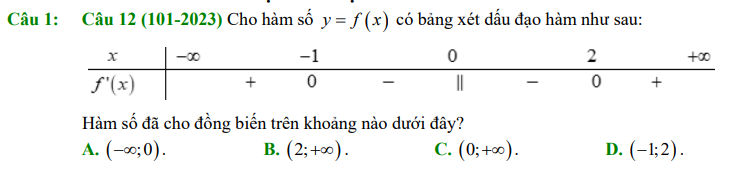 Câu 1: Câu 12 (101-2023) Cho hàm số y = f(x) có bảng xét dấu đạo hàm như sau:
x −∞ −1 0 2 +∞
f'(x) + 0 − || − 0 +
Hàm số đã cho đồng biến trên khoảng nào dưới đây?
A. (−∞;0). B. (2;+∞). C. (0;+∞). D. (−1;2).